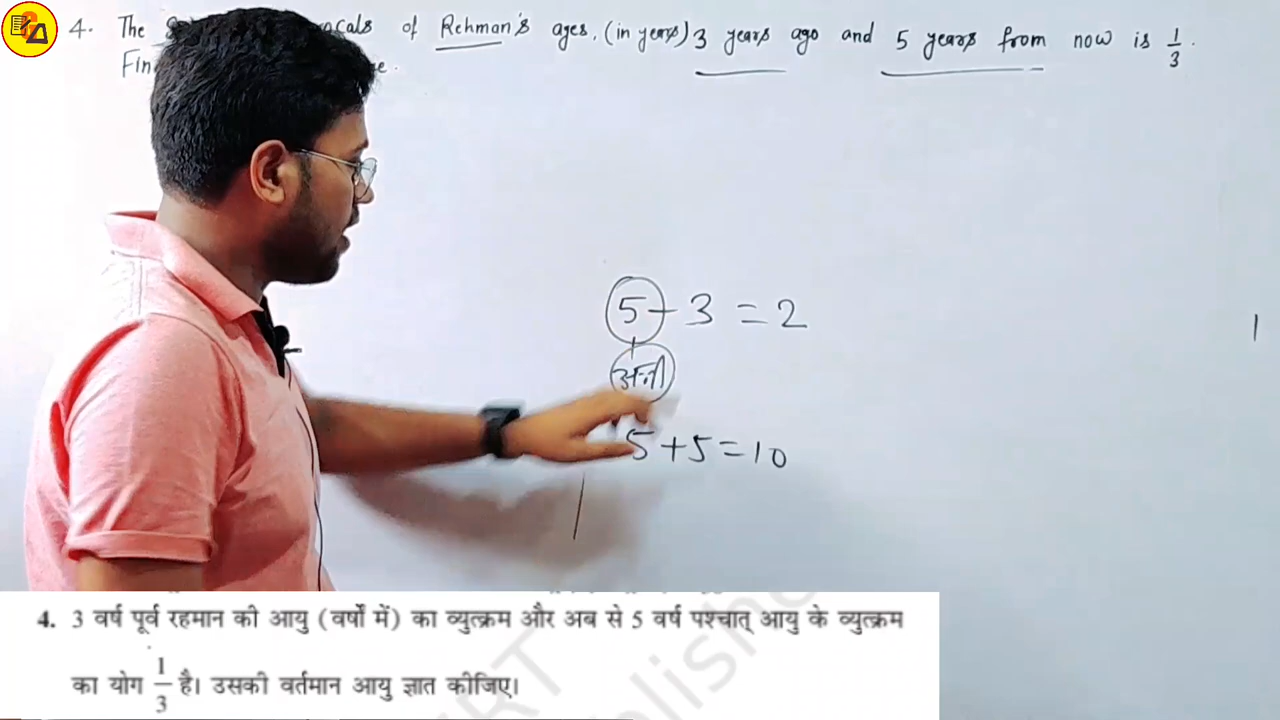 4. The of Rehman's ages, (in years) 3 years ago and 5 years from now is 1/3.
5 - 3 = 2
अभी
5 + 5 = 10
4. 3 वर्ष पूर्व रहमान की आयु (वर्षों में) का व्युत्क्रम और अब से 5 वर्ष पश्चात् आयु के व्युत्क्रम
का योग 1/3 है। उसकी वर्तमान आयु ज्ञात कीजिए।